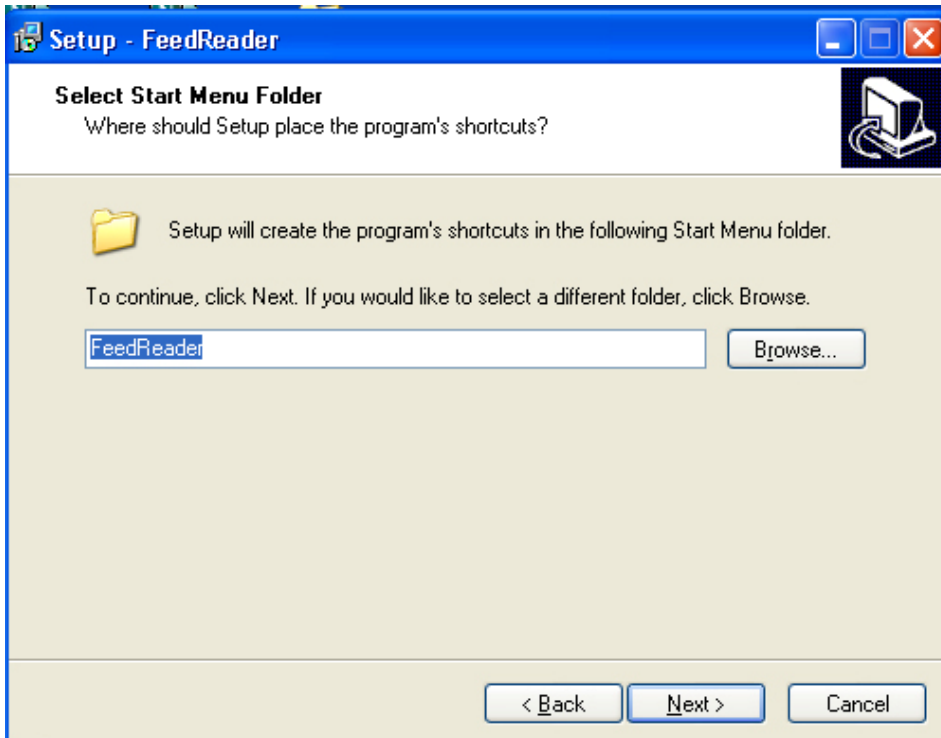 Setup - FeedReader
Select Start Menu Folder
Where should Setup place the program's shortcuts?
Setup will create the program's shortcuts in the following Start Menu folder.
To continue, click Next. If you would like to select a different folder, click Browse.
FeedReader
Browse...
< Back
Next >
Cancel